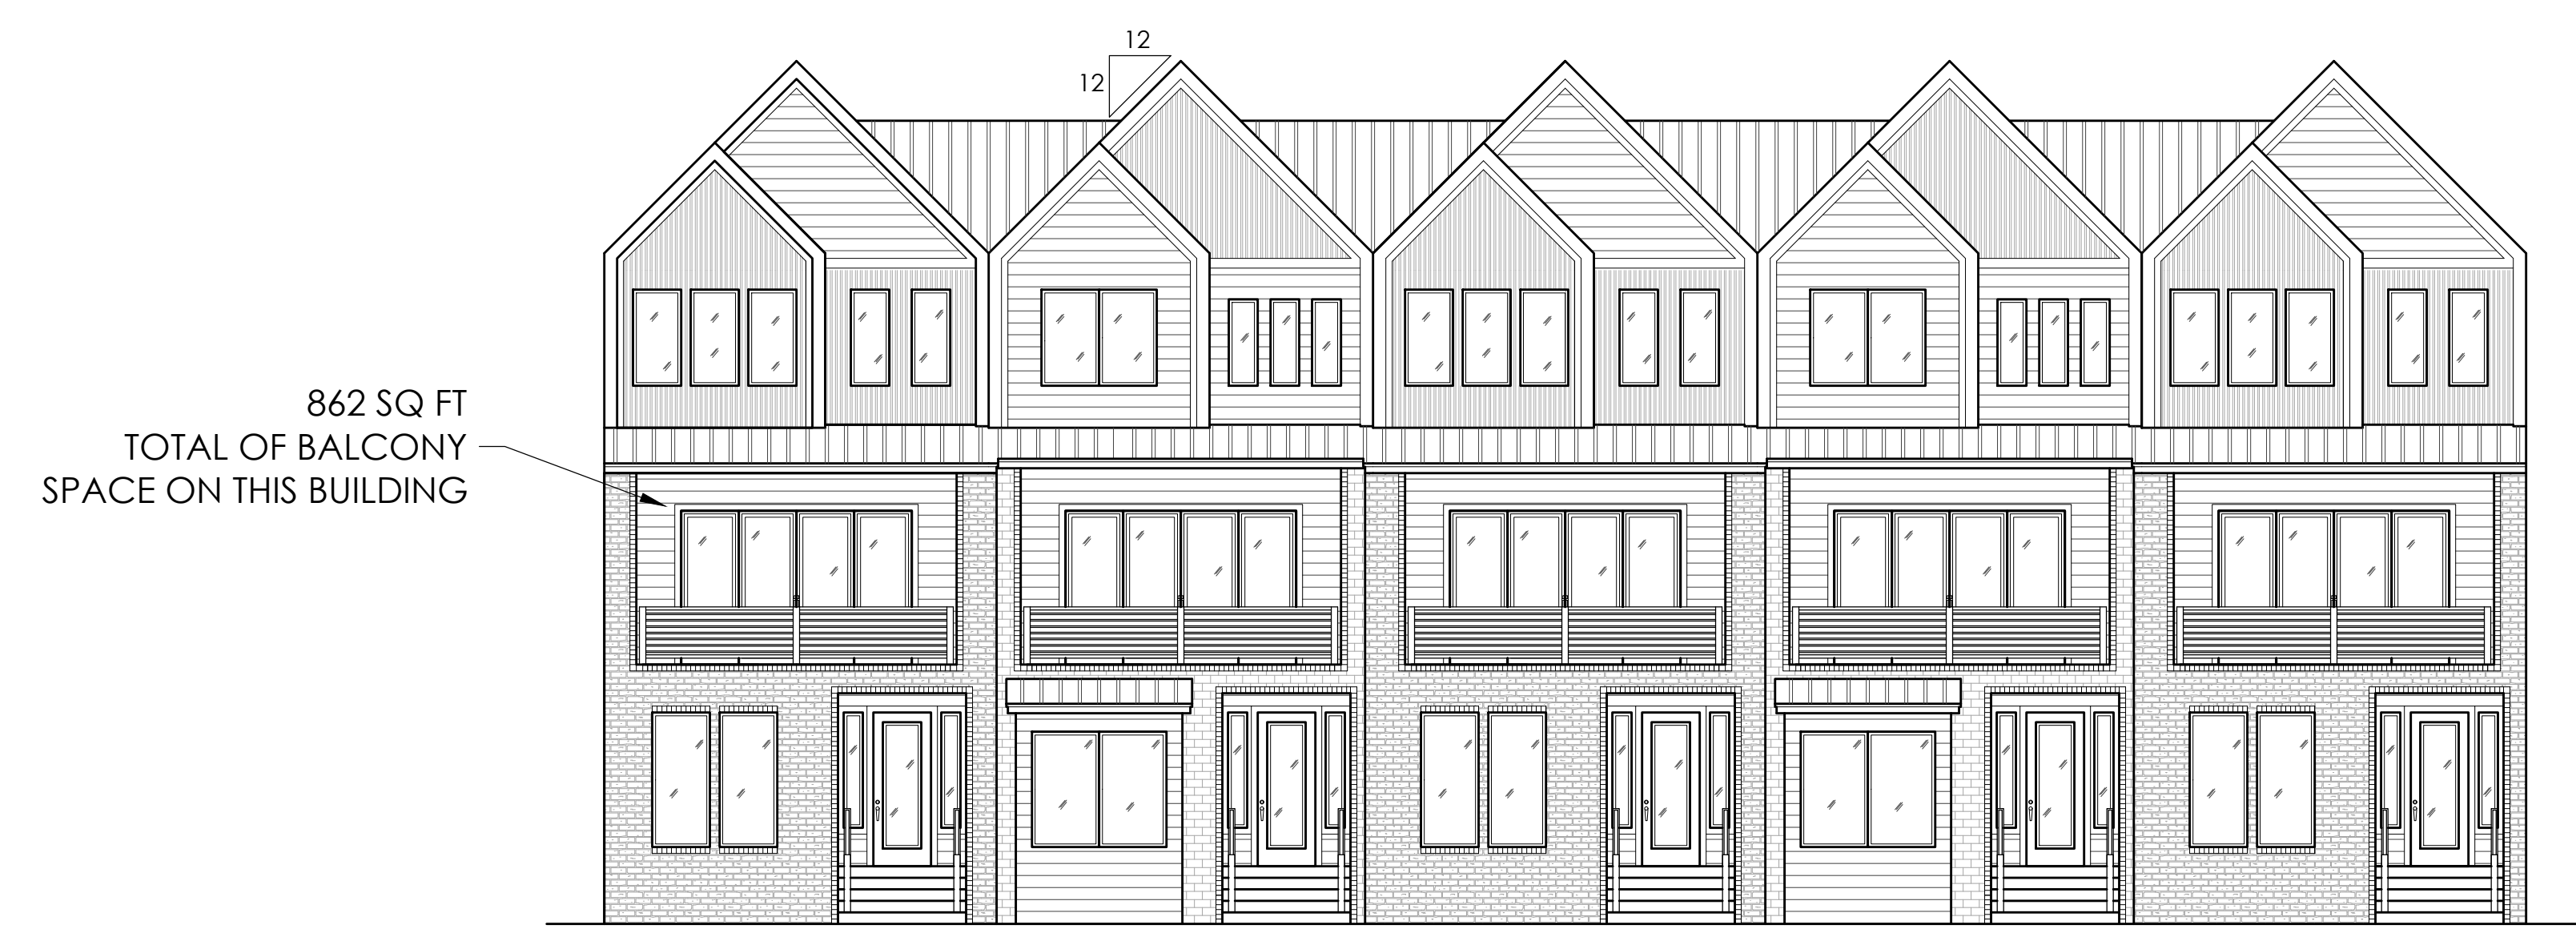 12
12
862 SQ FT
TOTAL OF BALCONY
SPACE ON THIS BUILDING